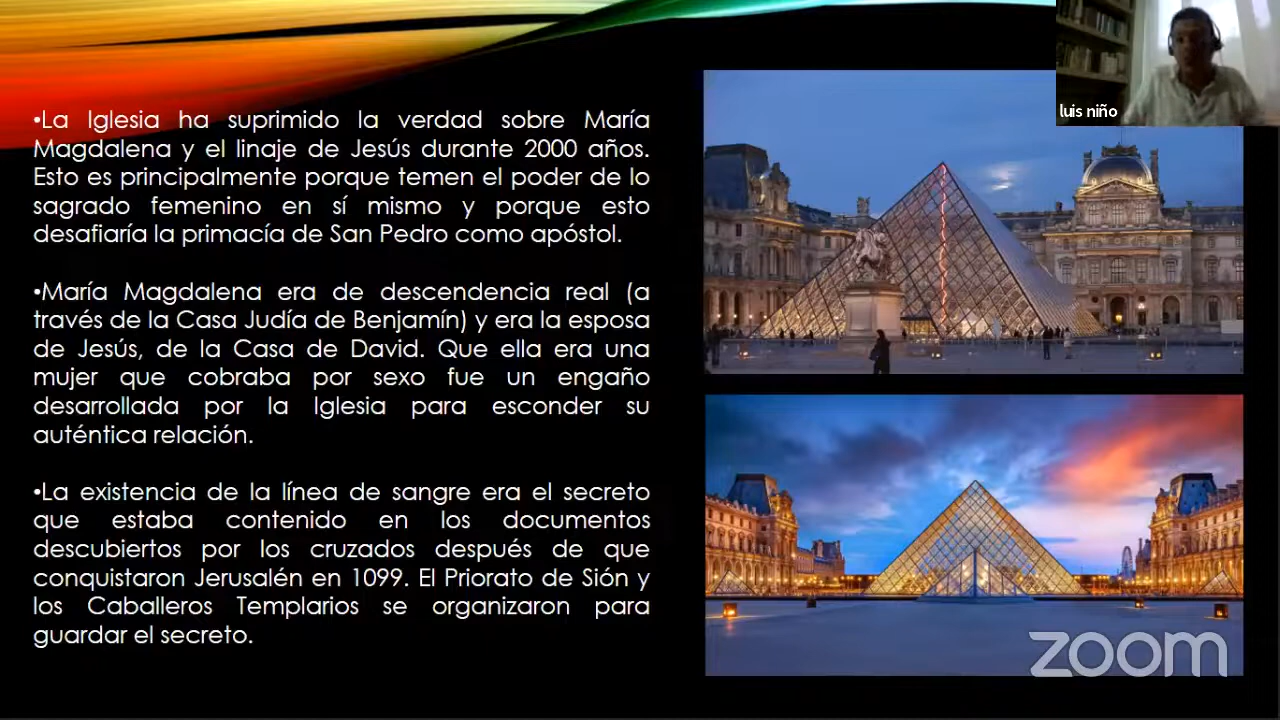 •La Iglesia ha suprimido la verdad sobre María
Magdalena y el linaje de Jesús durante 2000 años.
Esto es principalmente porque temen el poder de lo
sagrado femenino en sí mismo y porque esto
desafiaría la primacía de San Pedro como apóstol.
•María Magdalena era de descendencia real (a
través de la Casa Judía de Benjamín) y era la esposa
de Jesús, de la Casa de David. Que ella era una
mujer que cobraba por sexo fue un engaño
desarrollada por la Iglesia para esconder su
auténtica relación.
•La existencia de la línea de sangre era el secreto
que estaba contenido en los documentos
descubiertos por los cruzados después de que
conquistaron Jerusalén en 1099. El Priorato de Sión y
los Caballeros Templarios se organizaron para
guardar el secreto.
luis niño
zoom